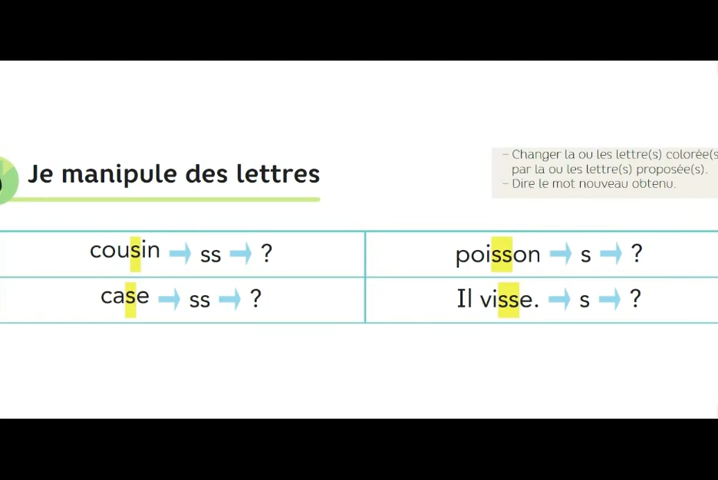 Je manipule des lettres
– Changer la ou les lettre(s) colorée(s
par la ou les lettre(s) proposée(s).
– Dire le mot nouveau obtenu.
cousin → ss → ?
poisson → s → ?
case → ss → ?
Il visse. → s → ?